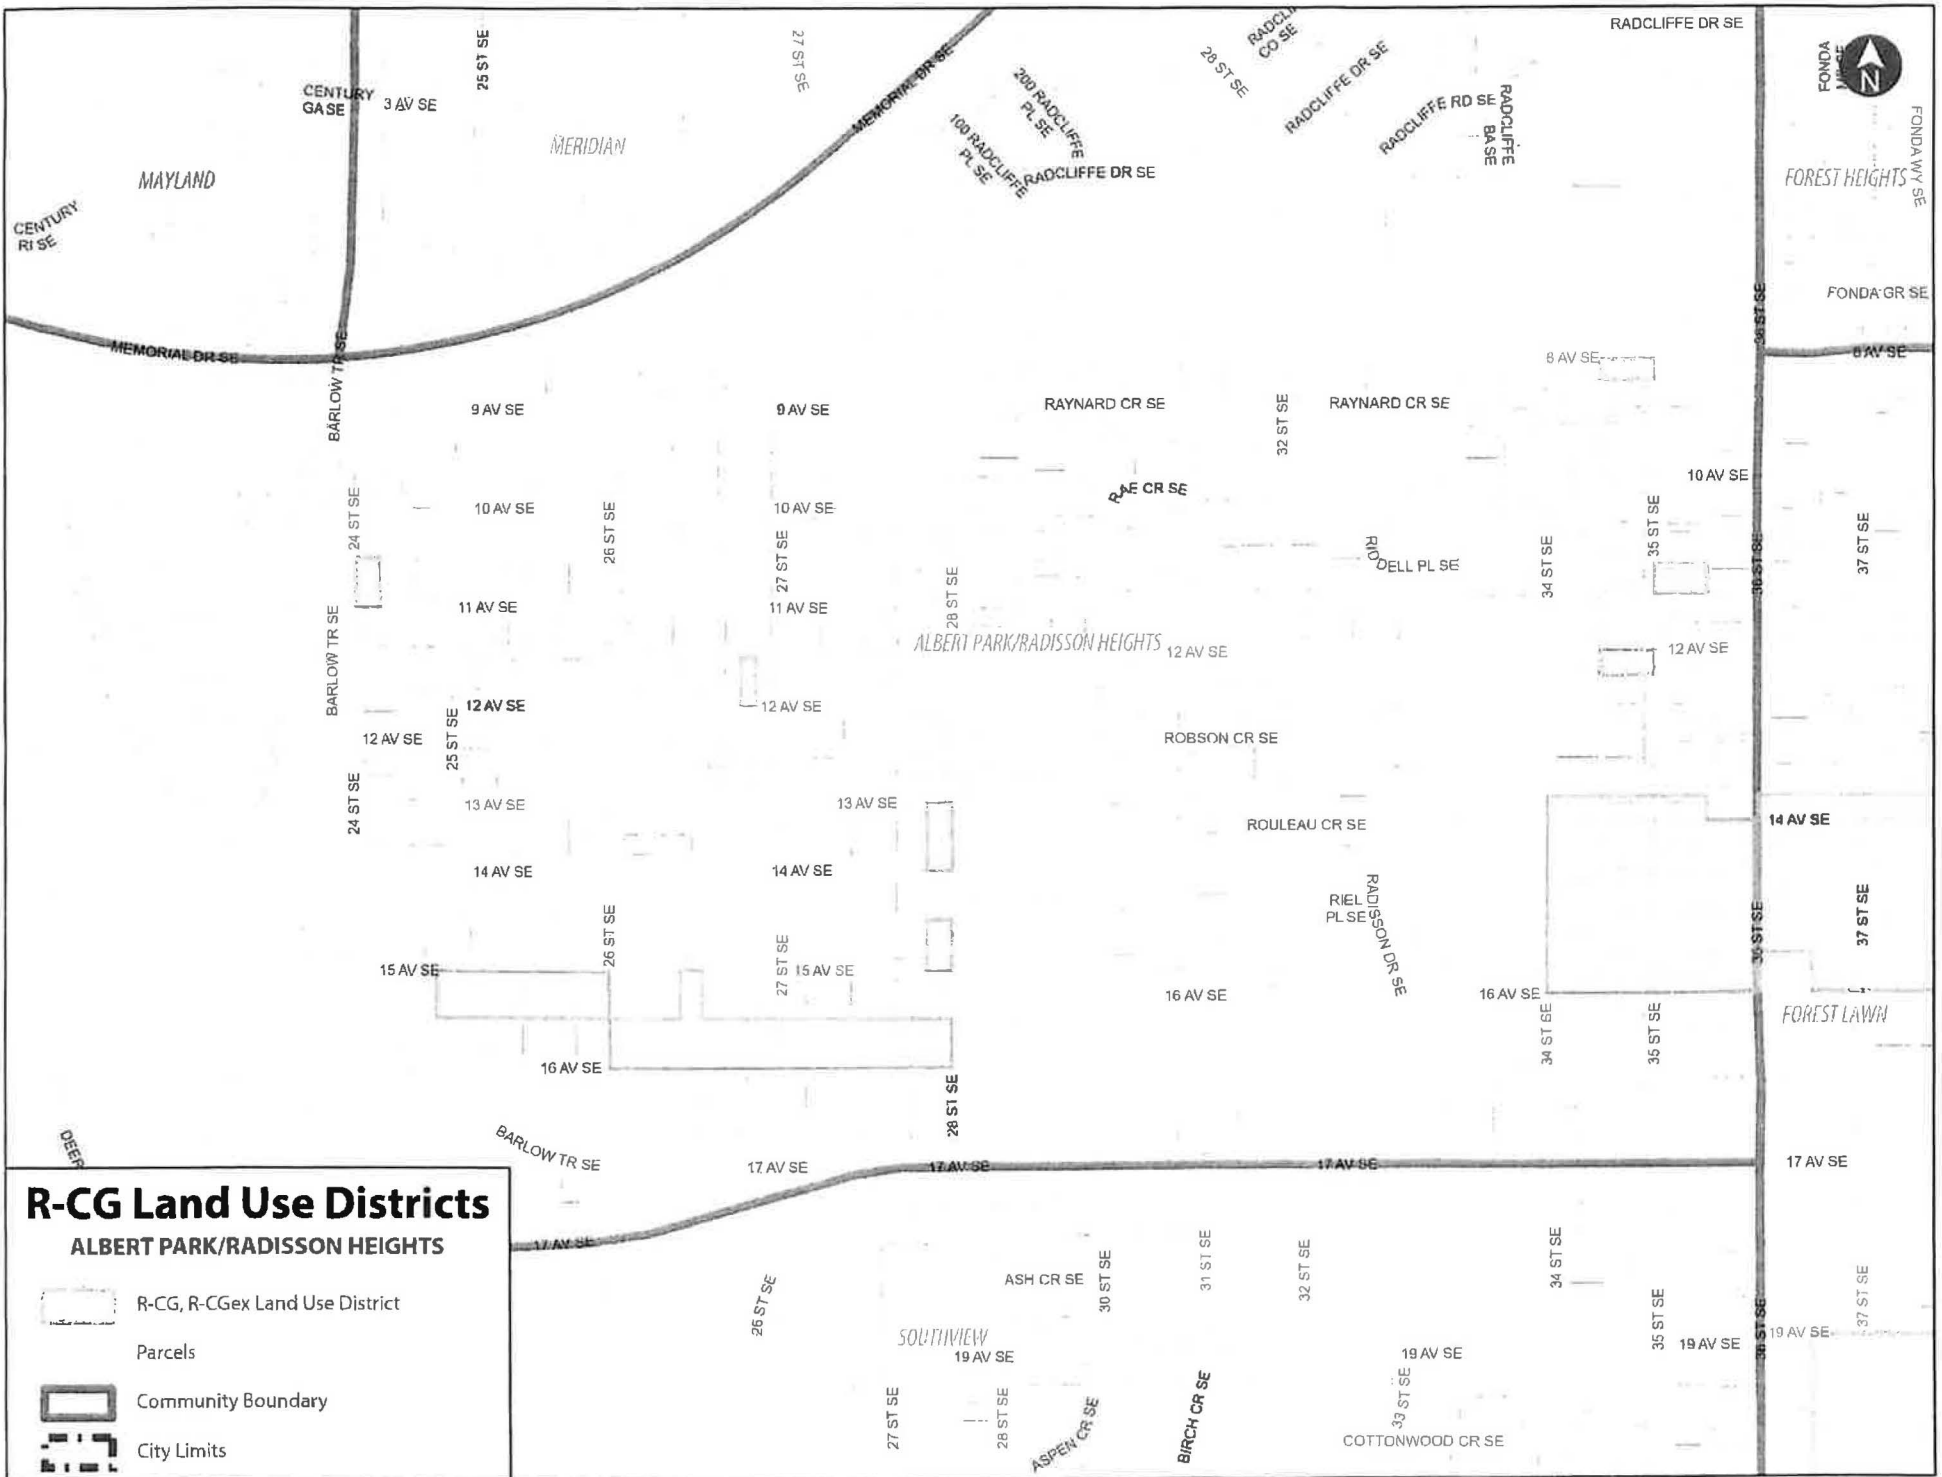 RADCLIFFE DR SE
25 ST SE
27 ST SE
CENTURY
GA SE
3 AV SE
MERIDIAN
MEMORIAL DR SE
200 RADCLIFFE
PL SE
100 RADCLIFFE
PL SE
RADCLIFFE DR SE
28 ST SE
CO SE
RADCLIFFE DR SE
RADCLIFFE RD SE
RADCLIFFE
BA SE
FONDA
N
FONDA WY SE
MAYLAND
FOREST HEIGHTS
CENTURY
RI SE
FONDA GR SE
36 ST SE
MEMORIAL DR SE
BARLOW TR SE
8 AV SE
8 AV SE
9 AV SE
9 AV SE
RAYNARD CR SE
32 ST SE
RAYNARD CR SE
10 AV SE
RAE CR SE
24 ST SE
10 AV SE
26 ST SE
10 AV SE
27 ST SE
28 ST SE
RIDDELL PL SE
34 ST SE
35 ST SE
36 ST SE
37 ST SE
11 AV SE
11 AV SE
BARLOW TR SE
ALBERT PARK/RADISSON HEIGHTS
12 AV SE
12 AV SE
12 AV SE
12 AV SE
12 AV SE
25 ST SE
ROBSON CR SE
24 ST SE
13 AV SE
13 AV SE
ROULEAU CR SE
14 AV SE
14 AV SE
14 AV SE
RIEL
PL SE
RADISSON DR SE
36 ST SE
37 ST SE
26 ST SE
15 AV SE
27 ST SE
15 AV SE
16 AV SE
16 AV SE
34 ST SE
35 ST SE
FOREST LAWN
16 AV SE
28 ST SE
DEER
BARLOW TR SE
17 AV SE
17 AV SE
17 AV SE
17 AV SE
17 AV SE
R-CG Land Use Districts
ALBERT PARK/RADISSON HEIGHTS
R-CG, R-CGex Land Use District
Parcels
Community Boundary
City Limits
26 ST SE
ASH CR SE
30 ST SE
31 ST SE
32 ST SE
34 ST SE
35 ST SE
36 ST SE
37 ST SE
SOUTHVIEW
19 AV SE
19 AV SE
19 AV SE
19 AV SE
27 ST SE
28 ST SE
ASPEN CR SE
BIRCH CR SE
33 ST SE
COTTONWOOD CR SE